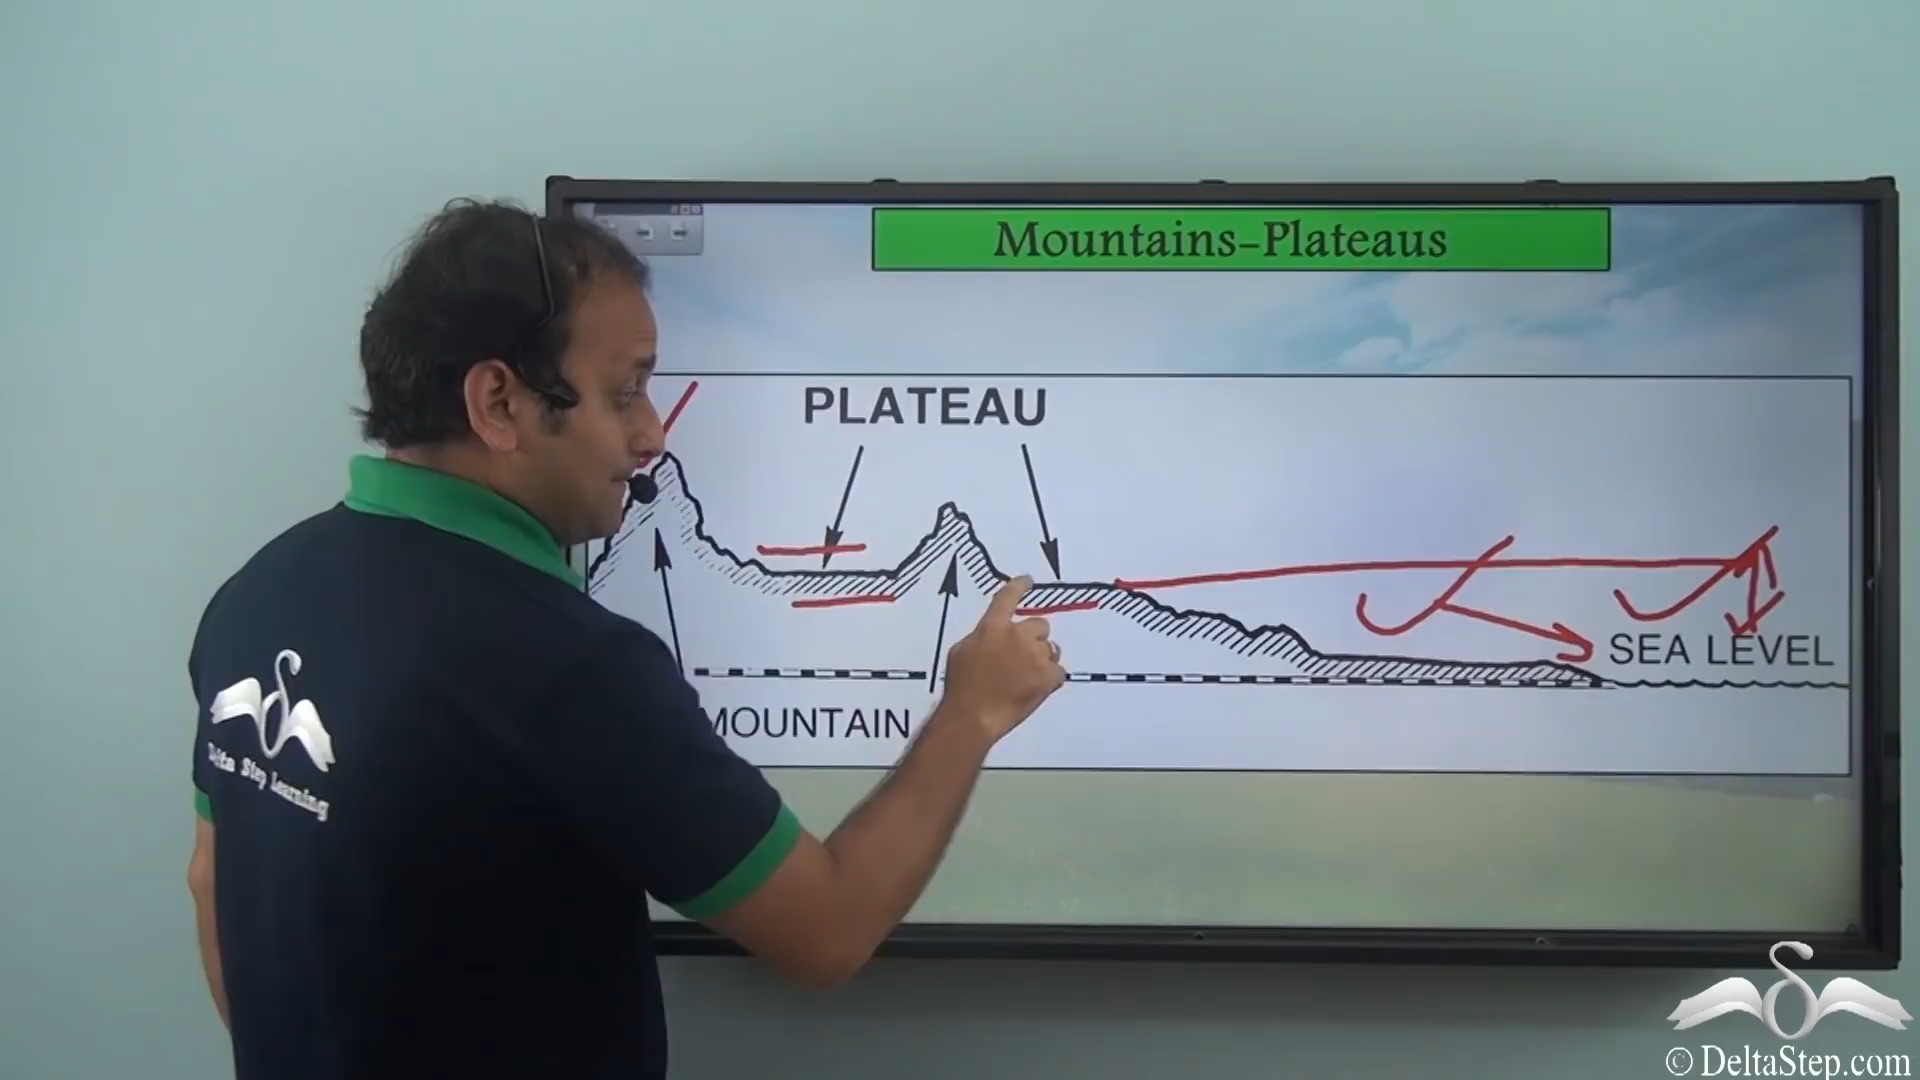 Mountains-Plateaus
PLATEAU
SEA LEVEL
MOUNTAIN
Delta Step Learning
© DeltaStep.com